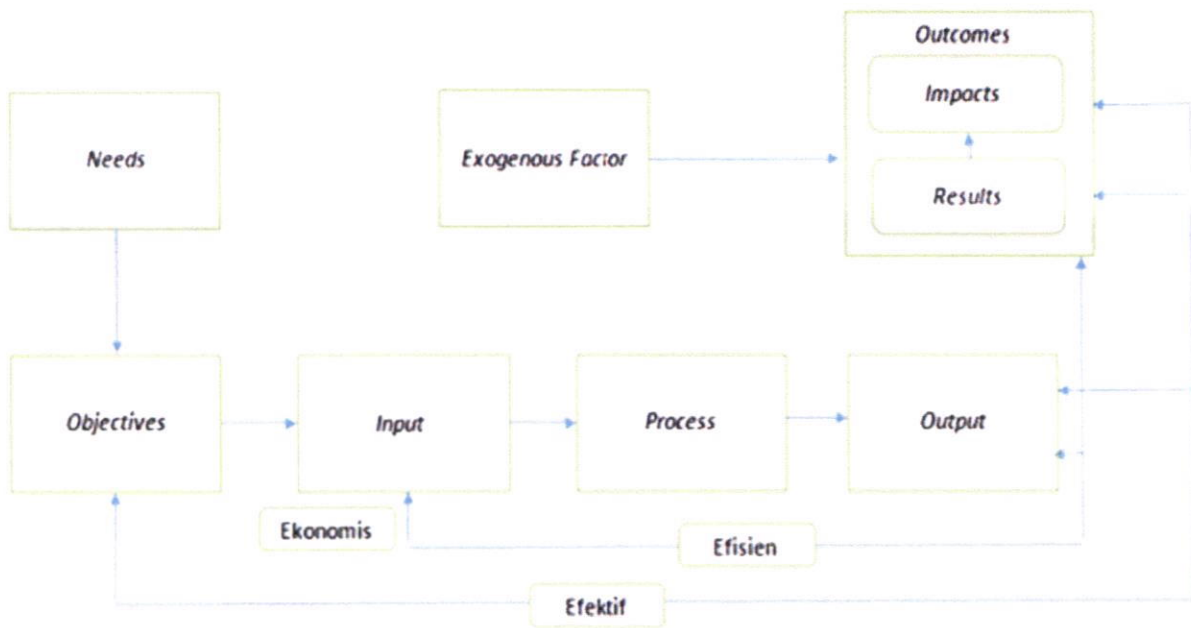 Outcomes
Impacts
Needs
Exogenous Factor
Results
Objectives
Input
Process
Output
Ekonomis
Efisien
Efektif